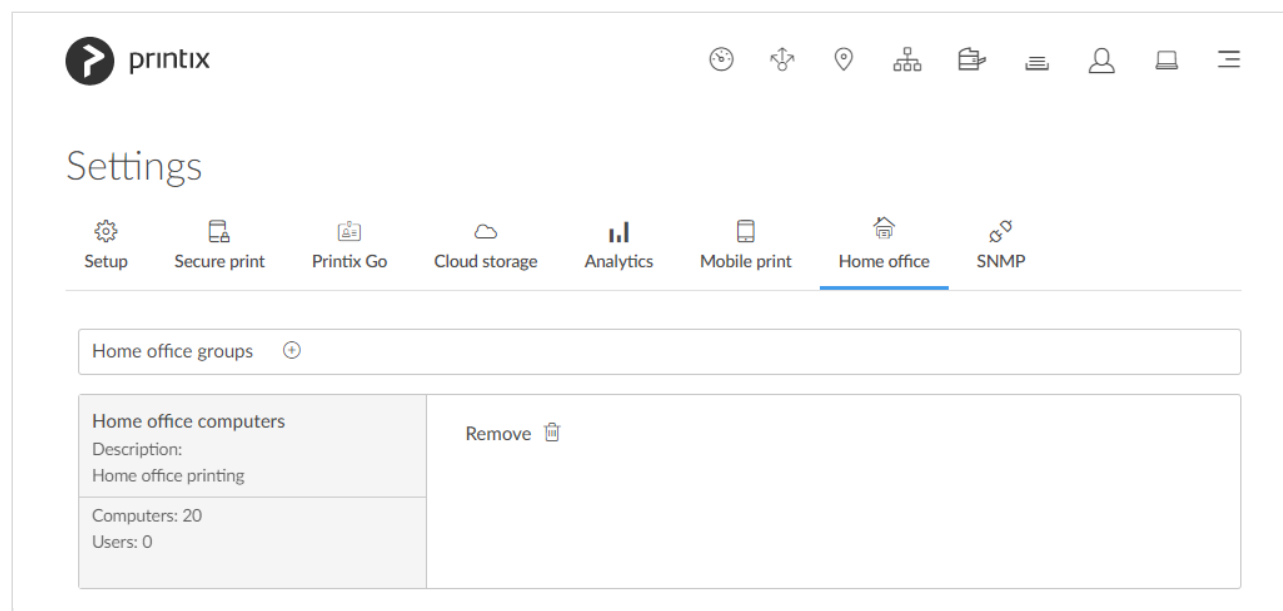 printix
Settings
Setup
Secure print
Printix Go
Cloud storage
Analytics
Mobile print
Home office
SNMP
Home office groups
Home office computers
Description:
Home office printing
Computers: 20
Users: 0
Remove